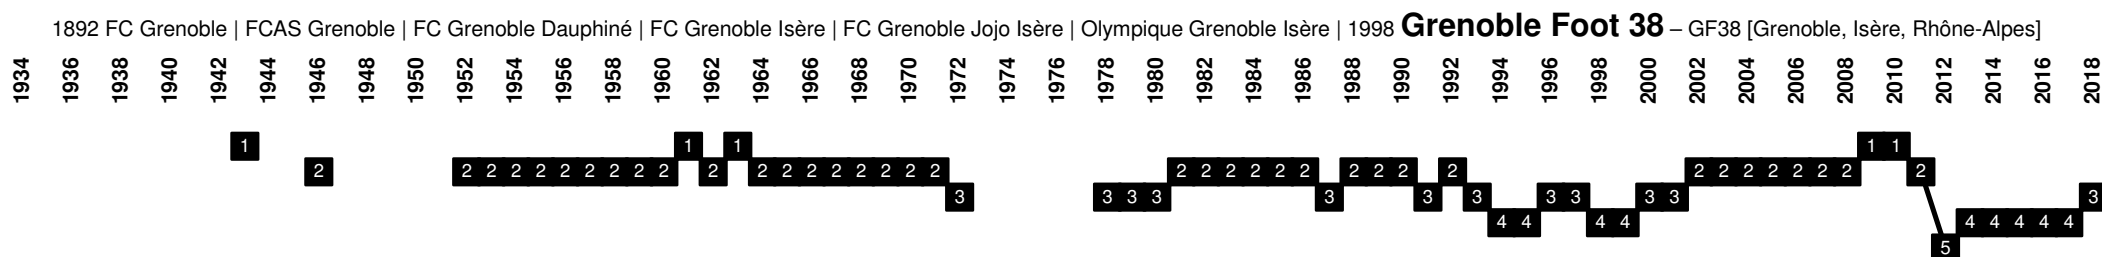 1892 FC Grenoble | FCAS Grenoble | FC Grenoble Dauphiné | FC Grenoble Isère | FC Grenoble Jojo Isère | Olympique Grenoble Isère | 1998 Grenoble Foot 38 – GF38 [Grenoble, Isère, Rhône-Alpes]
1934 1936 1938 1940 1942 1944 1946 1948 1950 1952 1954 1956 1958 1960 1962 1964 1966 1968 1970 1972 1974 1976 1978 1980 1982 1984 1986 1988 1990 1992 1994 1996 1998 2000 2002 2004 2006 2008 2010 2012 2014 2016 2018
1 1 1 1 1
2 2 2 2 2 2 2 2 2 2 2 2 2 2 2 2 2 2 2 2 2 2 2 2 2 2 2 2 2 2 2 2 2 2 2 2 2
3 3 3 3 3 3 3 3 3 3 3 3
4 4 4 4 4 4 4 4 4
5